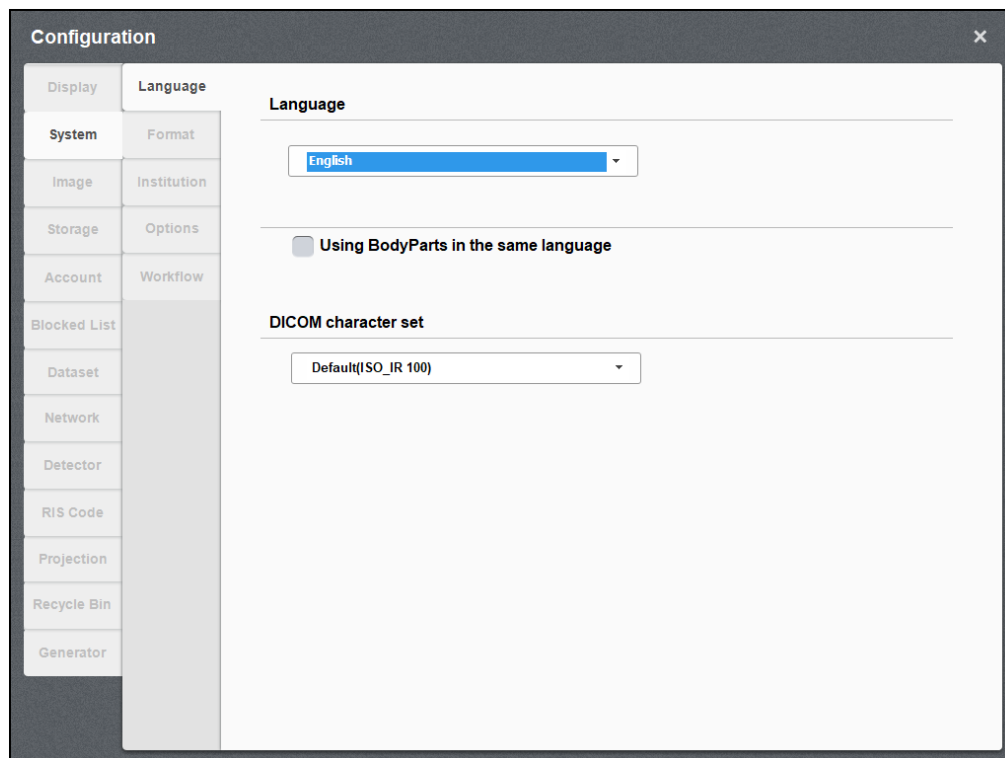 Configuration
Display
System
Image
Storage
Account
Blocked List
Dataset
Network
Detector
RIS Code
Projection
Recycle Bin
Generator
Language
Format
Institution
Options
Workflow
Language
English
Using BodyParts in the same language
DICOM character set
Default(ISO_IR 100)